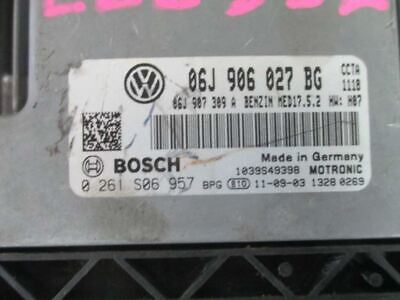 06J 906 027 BG CCTA
1118
06J 907 309 A BENZIN MED17.5.2 HW: H07
BOSCH
Made in Germany
1039S49398 MOTRONIC
0 261 S06 957 BPG E10 11-09-03 1328 0269